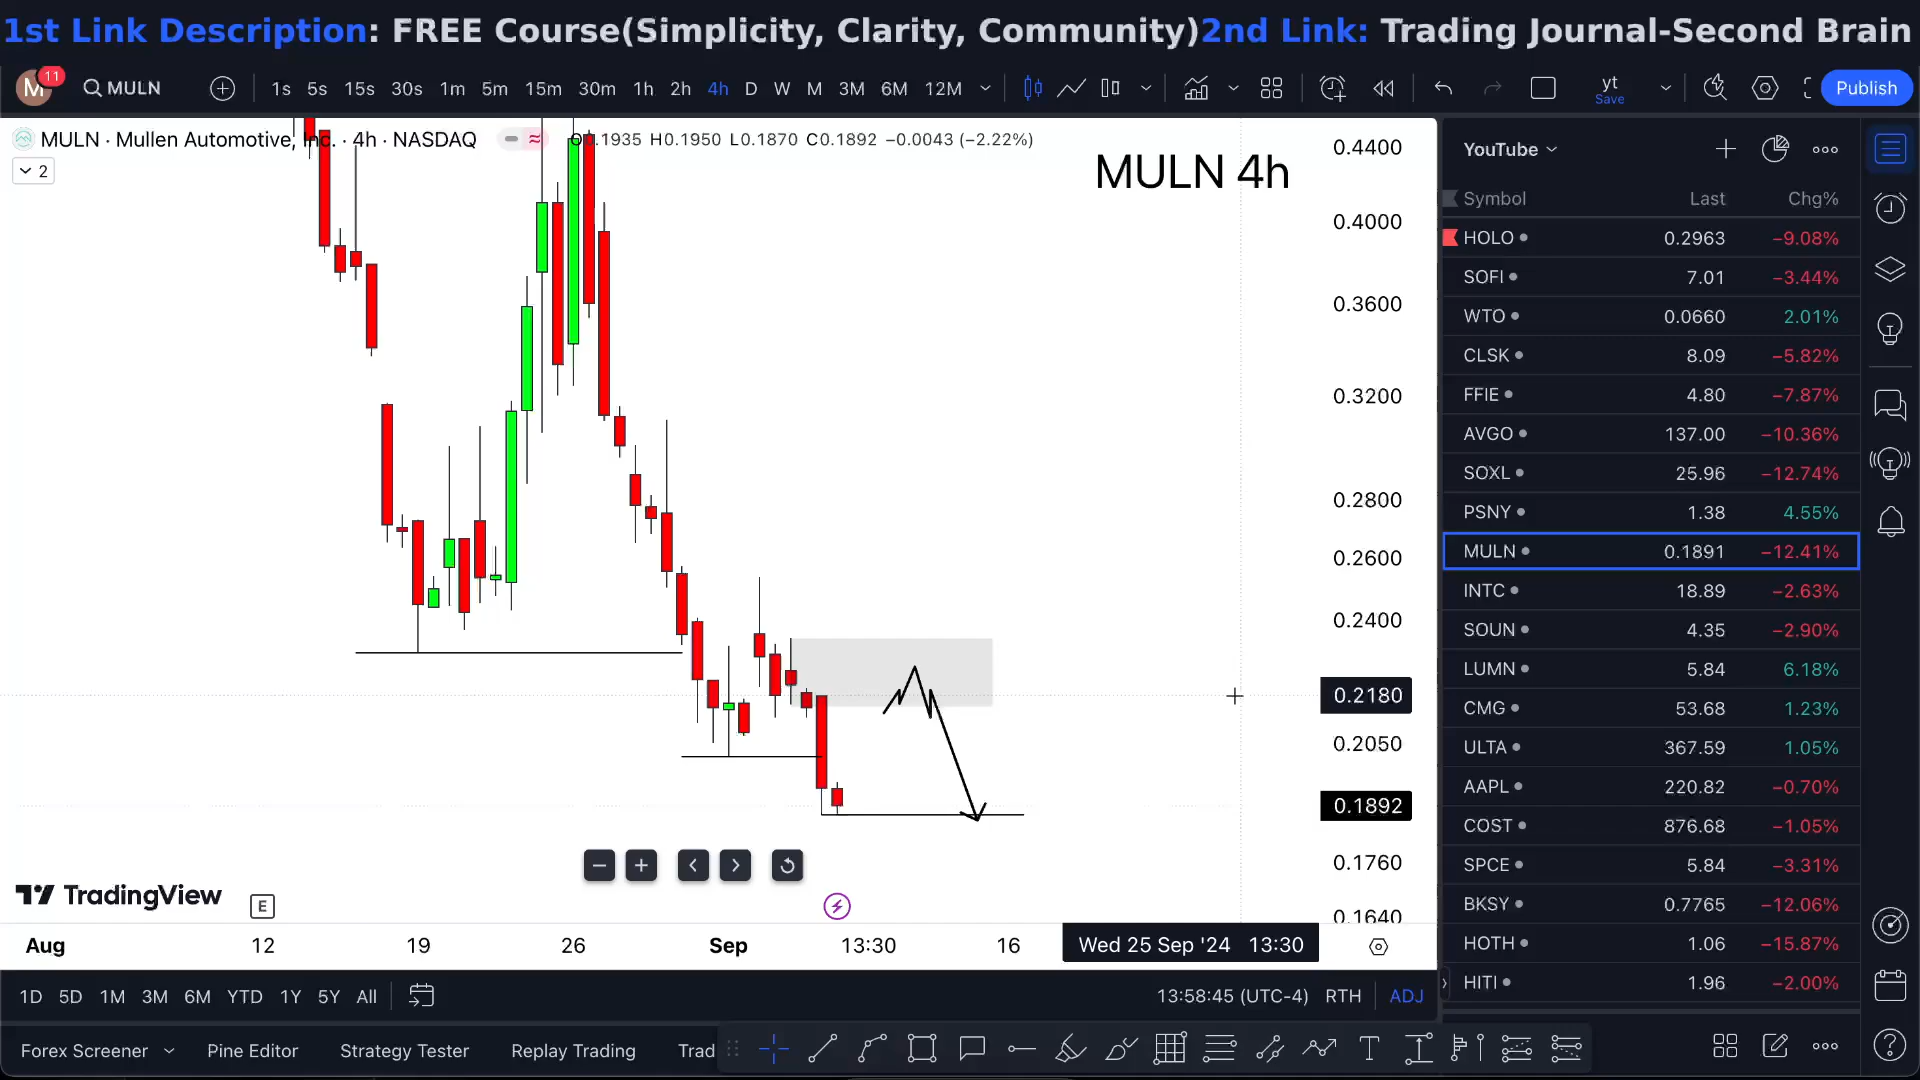 1st Link Description: FREE Course(Simplicity, Clarity, Community)2nd Link: Trading Journal-Second Brain
M 11 MULN 1s 5s 15s 30s 1m 5m 15m 30m 1h 2h 4h D W M 3M 6M 12M yt Save Publish
MULN · Mullen Automotive, Inc. · 4h · NASDAQ O0.1935 H0.1950 L0.1870 C0.1892 −0.0043 (−2.22%)
2
MULN 4h
0.4400
0.4000
0.3600
0.3200
0.2800
0.2600
0.2400
0.2180
0.2050
0.1892
0.1760
0.1640
TradingView
E
Aug 12 19 26 Sep 13:30 16 Wed 25 Sep '24 13:30
1D 5D 1M 3M 6M YTD 1Y 5Y All 13:58:45 (UTC-4) RTH ADJ
Forex Screener Pine Editor Strategy Tester Replay Trading Trad
YouTube
Symbol Last Chg%
HOLO 0.2963 −9.08%
SOFI 7.01 −3.44%
WTO 0.0660 2.01%
CLSK 8.09 −5.82%
FFIE 4.80 −7.87%
AVGO 137.00 −10.36%
SOXL 25.96 −12.74%
PSNY 1.38 4.55%
MULN 0.1891 −12.41%
INTC 18.89 −2.63%
SOUN 4.35 −2.90%
LUMN 5.84 6.18%
CMG 53.68 1.23%
ULTA 367.59 1.05%
AAPL 220.82 −0.70%
COST 876.68 −1.05%
SPCE 5.84 −3.31%
BKSY 0.7765 −12.06%
HOTH 1.06 −15.87%
HITI 1.96 −2.00%